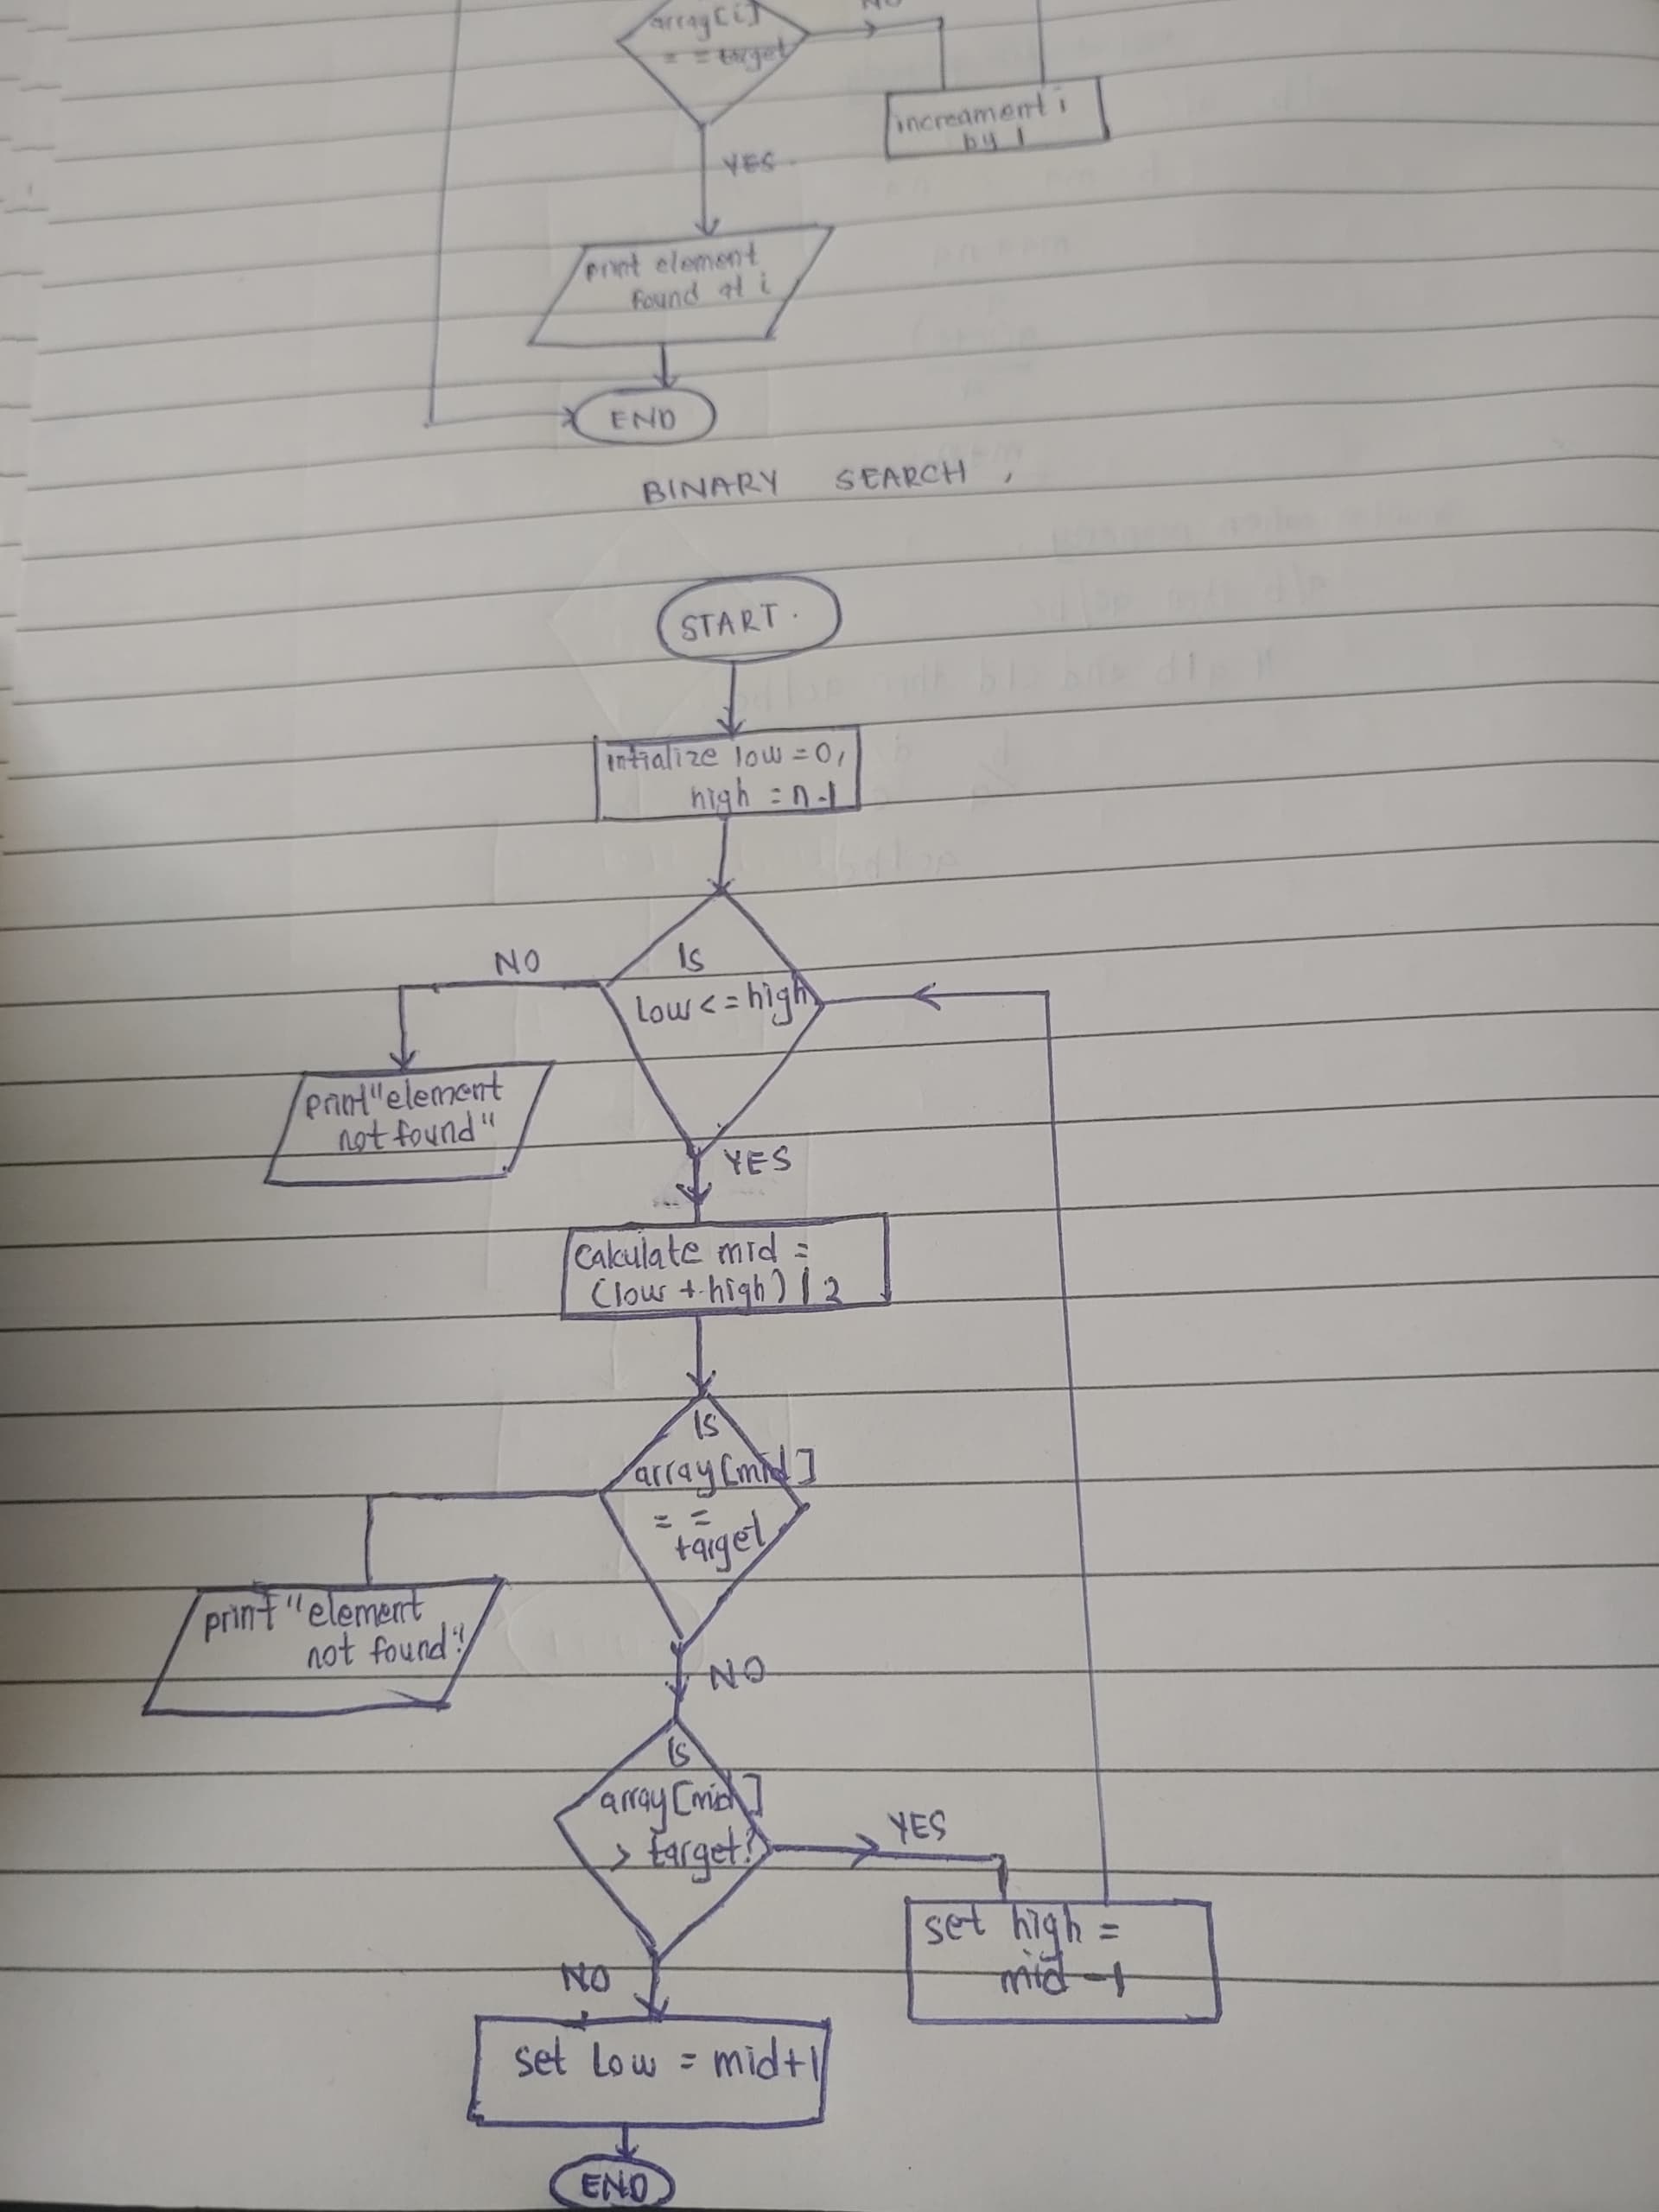 array[i]
= = target
NO
increament i
by 1
YES
print element
found at i
END
BINARY SEARCH,
START.
intialize low = 0,
high = n-1
NO
Is
low < = high
print "element
not found"
YES
calculate mid =
(low + high) / 2
Is
array [mid]
= =
target
print "element
not found"
NO
Is
array [mid]
> target?
YES
set high =
mid - 1
NO
set low = mid+1
END